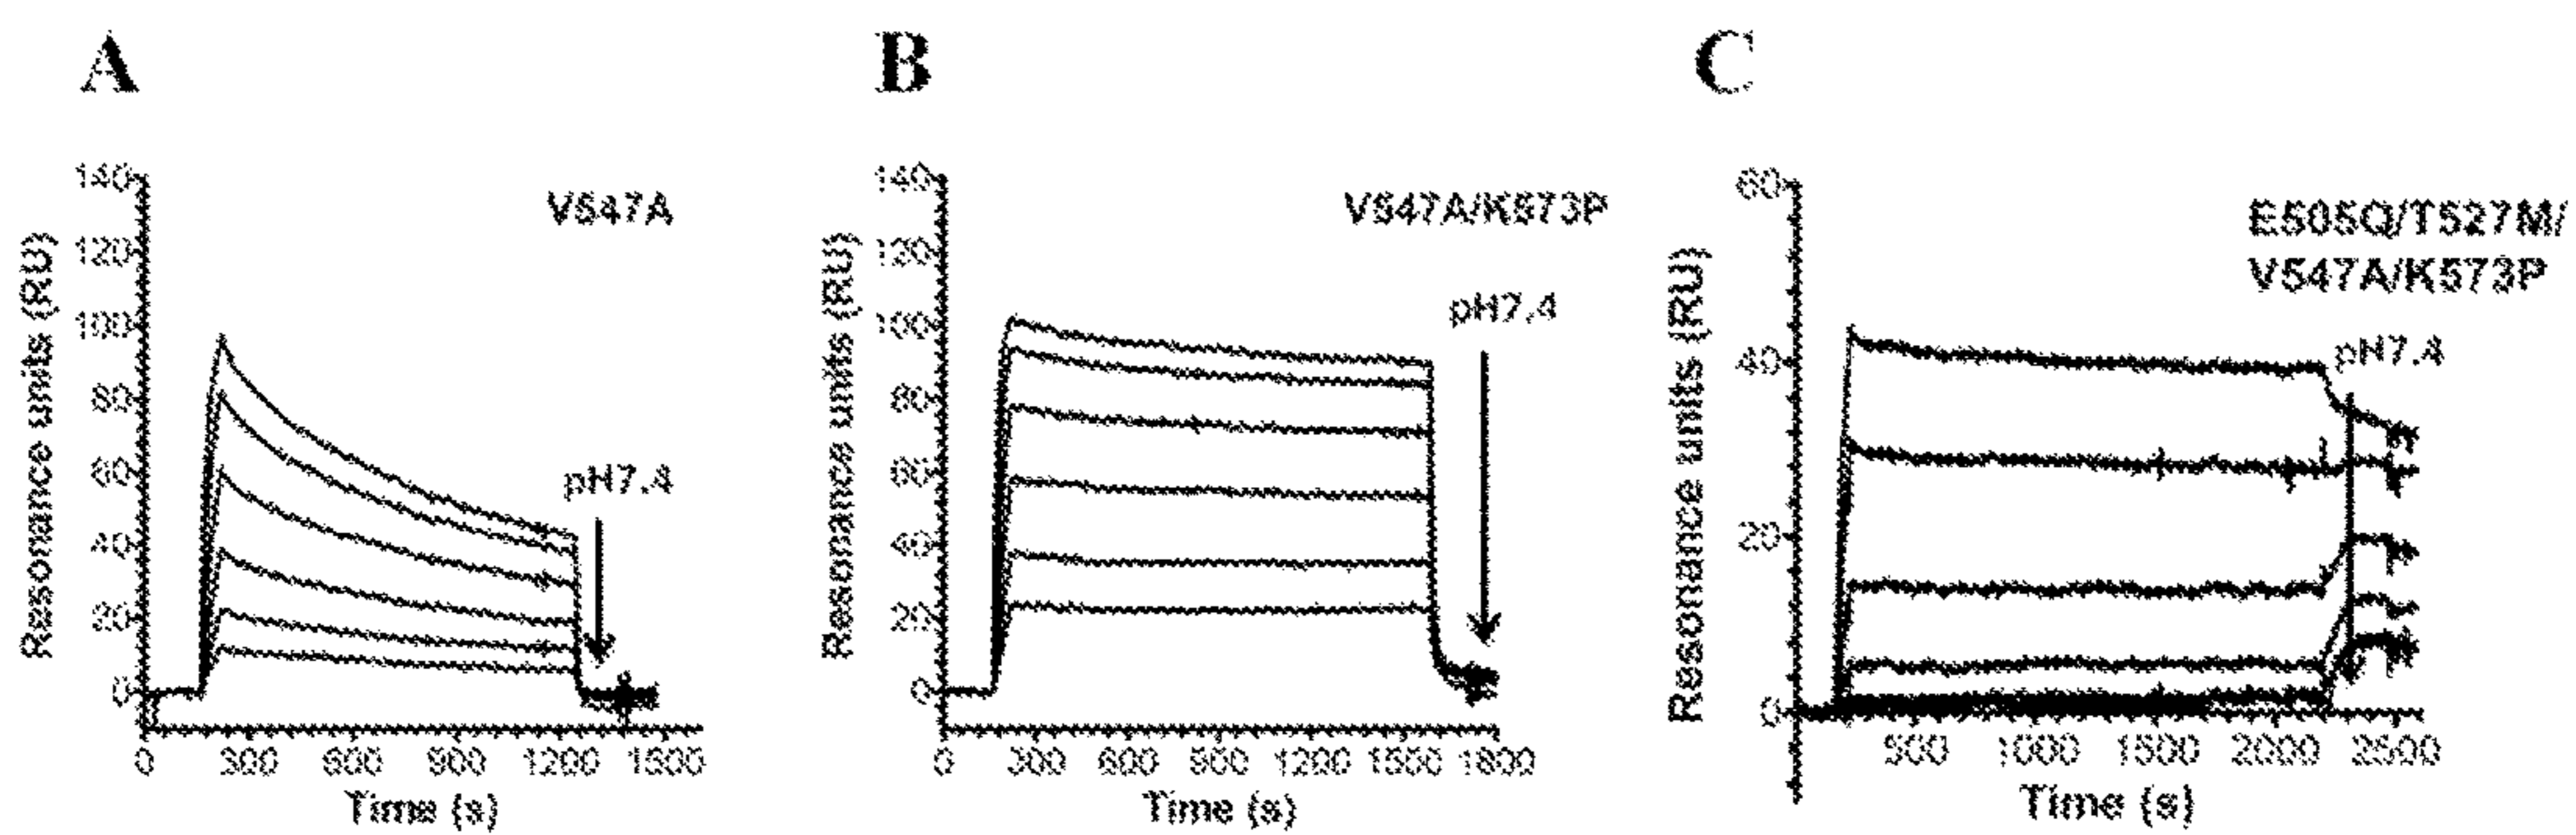 A
B
C
V547A
V547A/K573P
E505Q/T527M/
V547A/K573P
pH7.4
pH7.4
pH7.4
Resonance units (RU)
140
120
100
80
60
40
20
0
0 300 600 900 1200 1500
Time (s)
Resonance units (RU)
140
120
100
80
60
40
20
0
0 300 600 900 1200 1500 1800
Time (s)
Resonance units (RU)
60
40
20
0
500 1000 1500 2000 2500
Time (s)